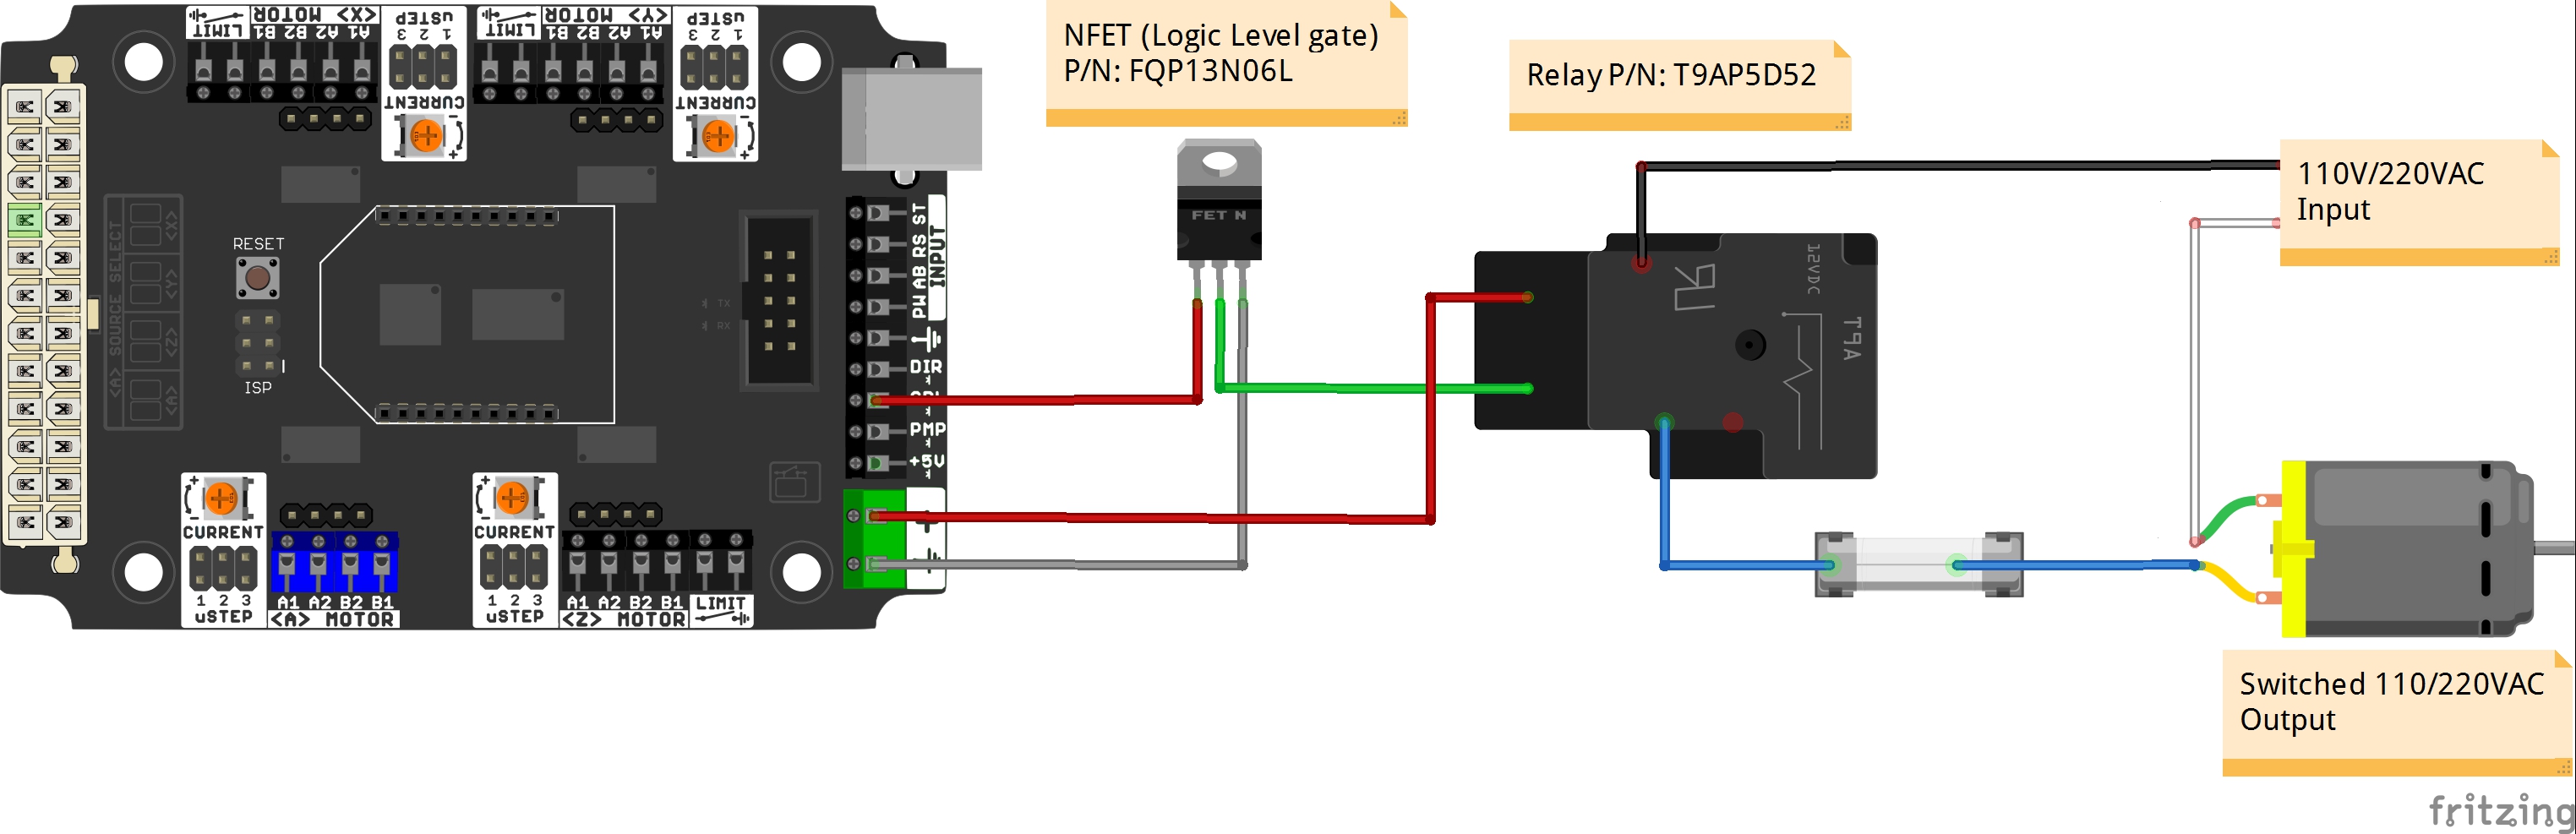 LIMIT
B1 B2 A2 A1
MOTOR <X>
uSTEP
3 2 1
CURRENT
LIMIT
B1 B2 A2 A1
MOTOR <Y>
uSTEP
3 2 1
CURRENT
NFET (Logic Level gate)
P/N: FQP13N06L
Relay P/N: T9AP5D52
110V/220VAC
Input
FET N
<A> SOURCE SELECT
<X>
<Y>
<Z>
<A>
RESET
ISP
TX
RX
INPUT
ST
RS
AB
PW
DIR
PMP
+5V
T9A
CURRENT
1 2 3
uSTEP
A1 A2 B2 B1
<A> MOTOR
CURRENT
1 2 3
uSTEP
A1 A2 B2 B1
<Z> MOTOR
LIMIT
Switched 110/220VAC
Output
fritzing